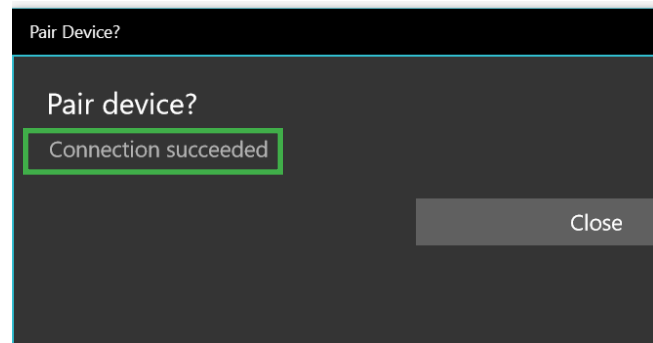 Pair Device?
Pair device?
Connection succeeded
Close